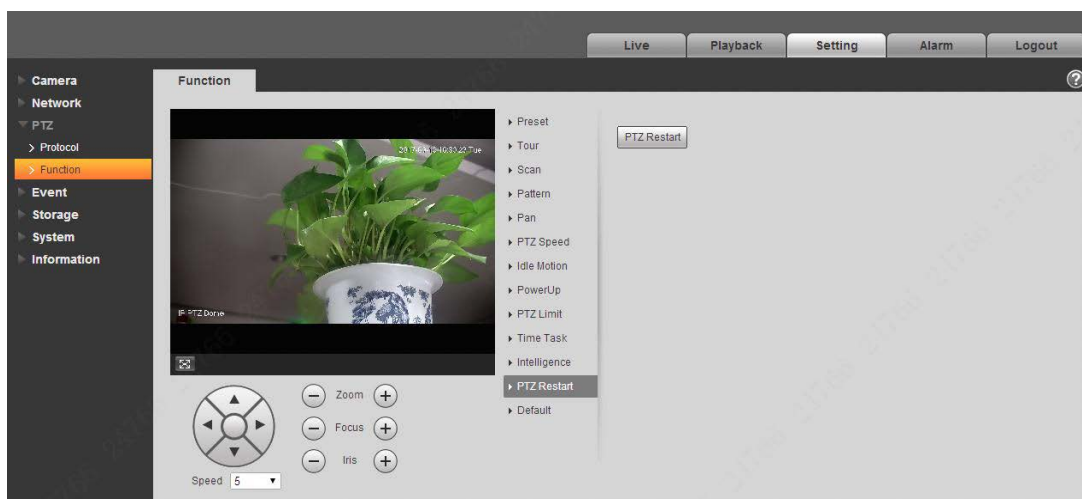 Live
Playback
Setting
Alarm
Logout
Camera
Network
PTZ
Protocol
Function
Event
Storage
System
Information
Function
?
IP PTZ Dome
Preset
Tour
Scan
Pattern
Pan
PTZ Speed
Idle Motion
PowerUp
PTZ Limit
Time Task
Intelligence
PTZ Restart
Default
PTZ Restart
Zoom
Focus
Iris
Speed 5